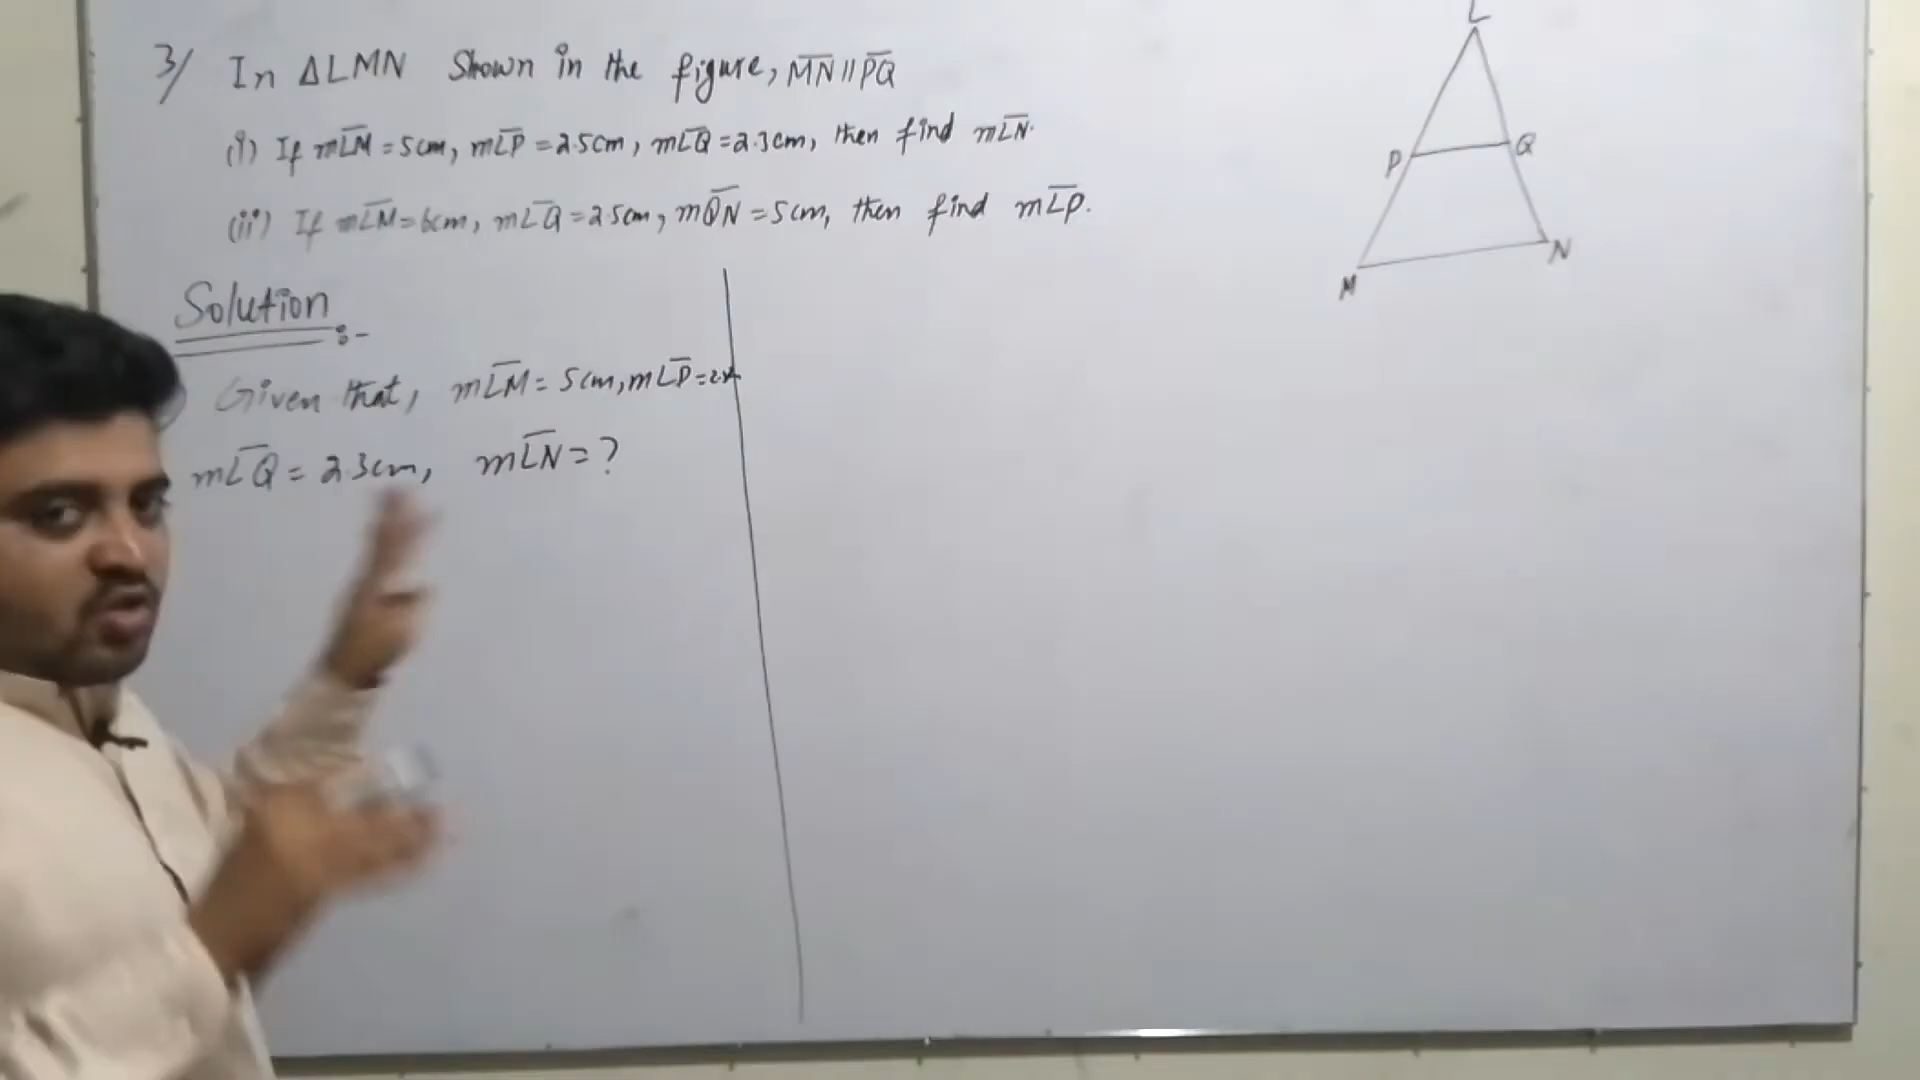 3/ In ΔLMN Shown in the figure, M̅N̅ || P̅Q̅
(i) If mL̅M̅ = 5cm, mL̅P̅ = 2.5cm, mL̅Q̅ = 2.3cm, then find mL̅N̅.
(ii) If mL̅M̅ = 6cm, mL̅Q̅ = 2.5cm, mQ̅N̅ = 5cm, then find mL̅P̅.
L
P Q
M N
Solution :-
Given that, mL̅M̅ = 5cm, mL̅P̅ =
mL̅Q̅ = 2.3cm, mL̅N̅ = ?